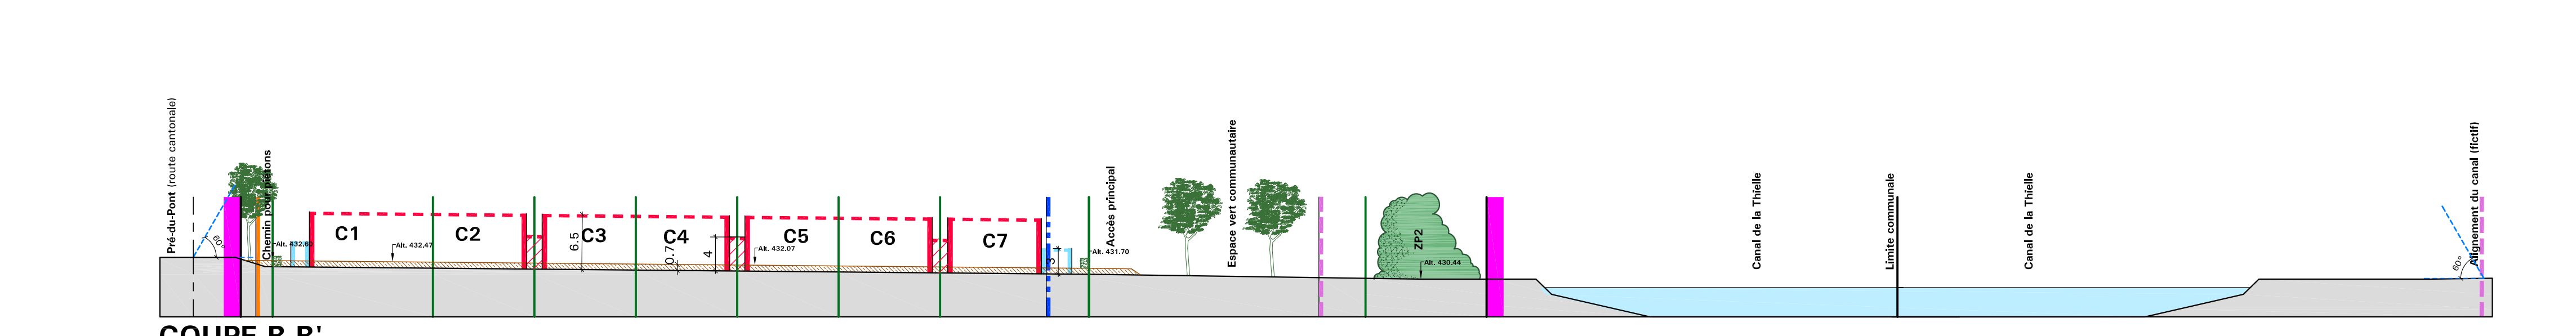 Pré-du-Pont (route cantonale)
60°
Chemin pour piétons
Alt. 432.60
C1
Alt. 432.47
C2
6.5
C3
0.7
C4
4
Alt. 432.07
C5
C6
C7
3
Alt. 431.70
Accès principal
Espace vert communautaire
ZP2
Alt. 430.44
Canal de la Thielle
Limite communale
Canal de la Thielle
60°
Alignement du canal (fictif)
COUPE B-B'